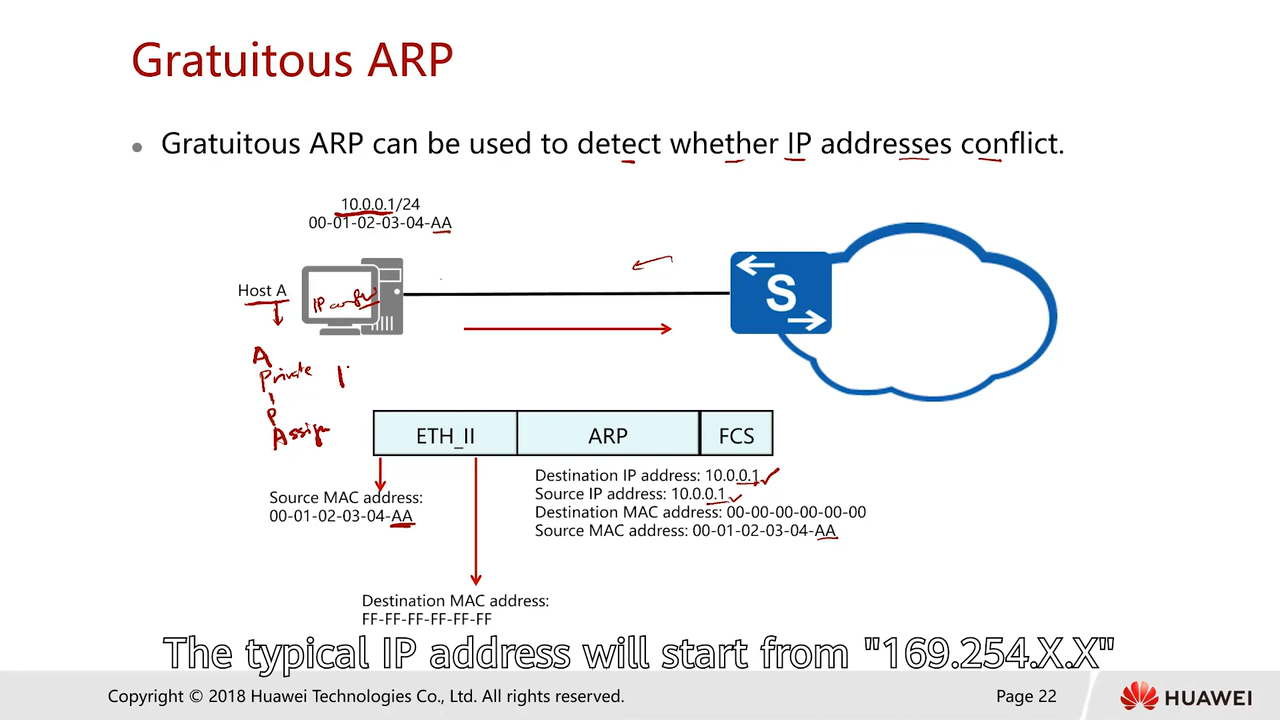 Gratuitous ARP
• Gratuitous ARP can be used to detect whether IP addresses conflict.
10.0.0.1/24
00-01-02-03-04-AA
Host A
S
A
Private
I
P
Assign
ETH_II
ARP
FCS
Source MAC address:
00-01-02-03-04-AA
Destination IP address: 10.0.0.1
Source IP address: 10.0.0.1
Destination MAC address: 00-00-00-00-00-00
Source MAC address: 00-01-02-03-04-AA
Destination MAC address:
FF-FF-FF-FF-FF-FF
The typical IP address will start from "169.254.X.X"
Copyright © 2018 Huawei Technologies Co., Ltd. All rights reserved.
Page 22
HUAWEI